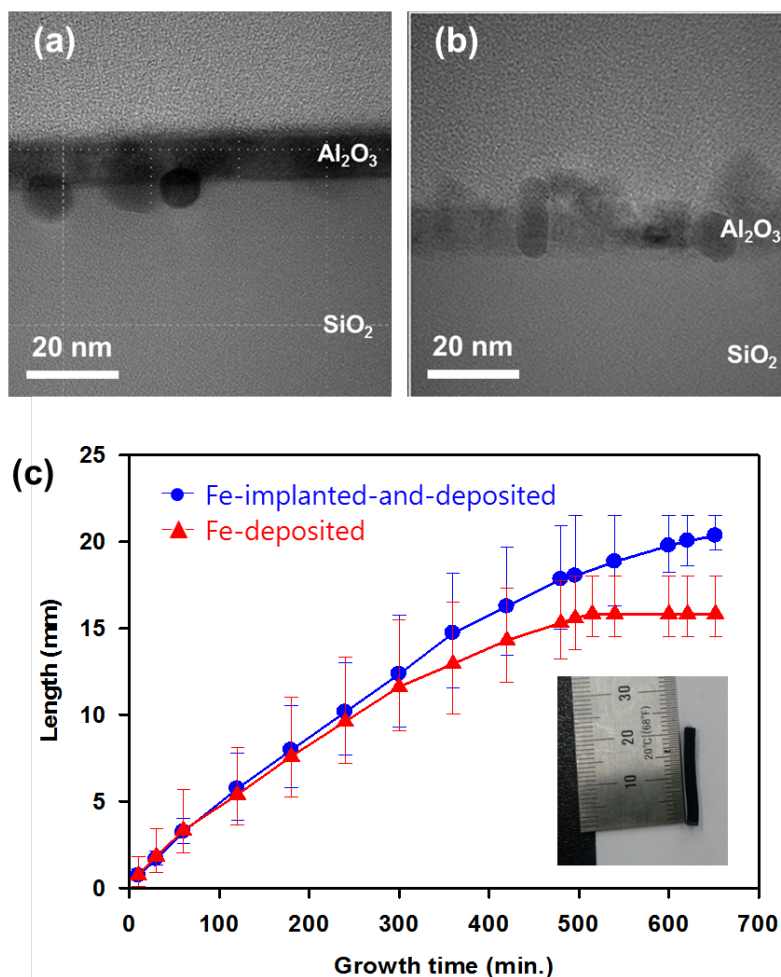 (a)
Al₂O₃
SiO₂
20 nm
(b)
Al₂O₃
SiO₂
20 nm
(c)
Length (mm)
25
20
15
10
5
0
Fe-implanted-and-deposited
Fe-deposited
30
20
10
20°C (68°F)
0 100 200 300 400 500 600 700
Growth time (min.)